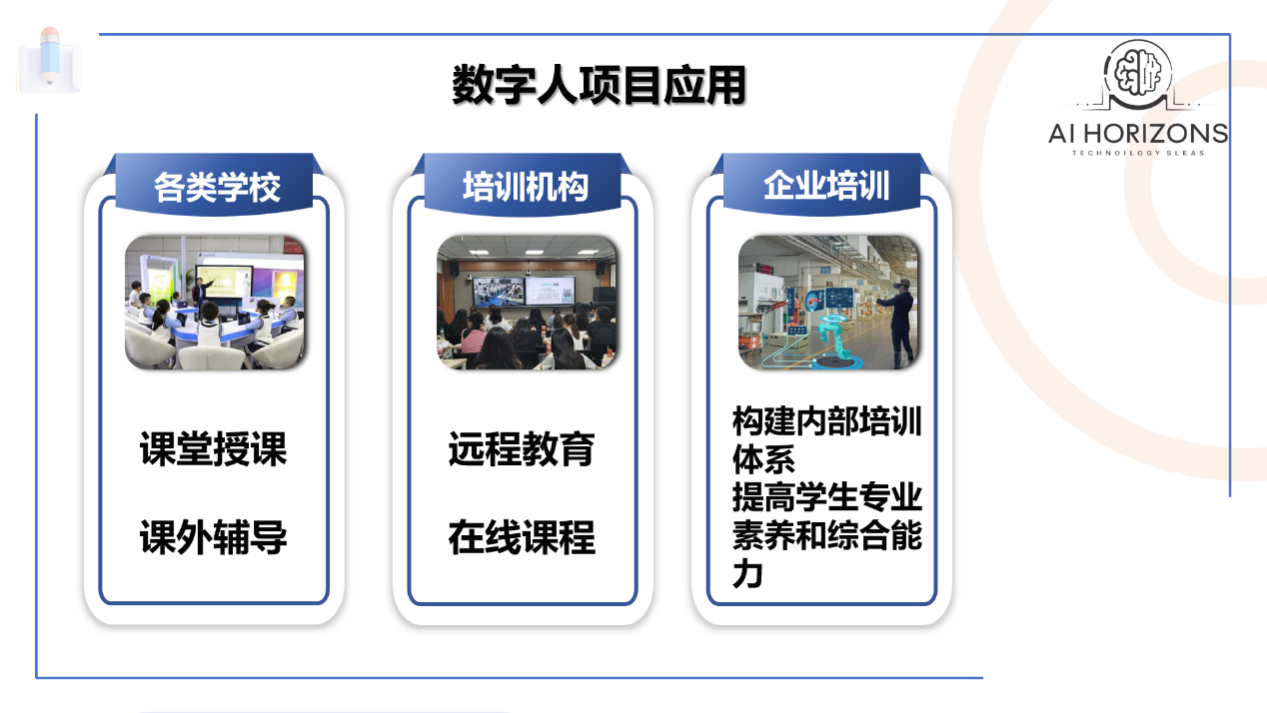 数字人项目应用
AI HORIZONS
TECHNOILOGY SLEAS
各类学校
培训机构
企业培训
课堂授课
课外辅导
远程教育
在线课程
构建内部培训
体系
提高学生专业
素养和综合能
力